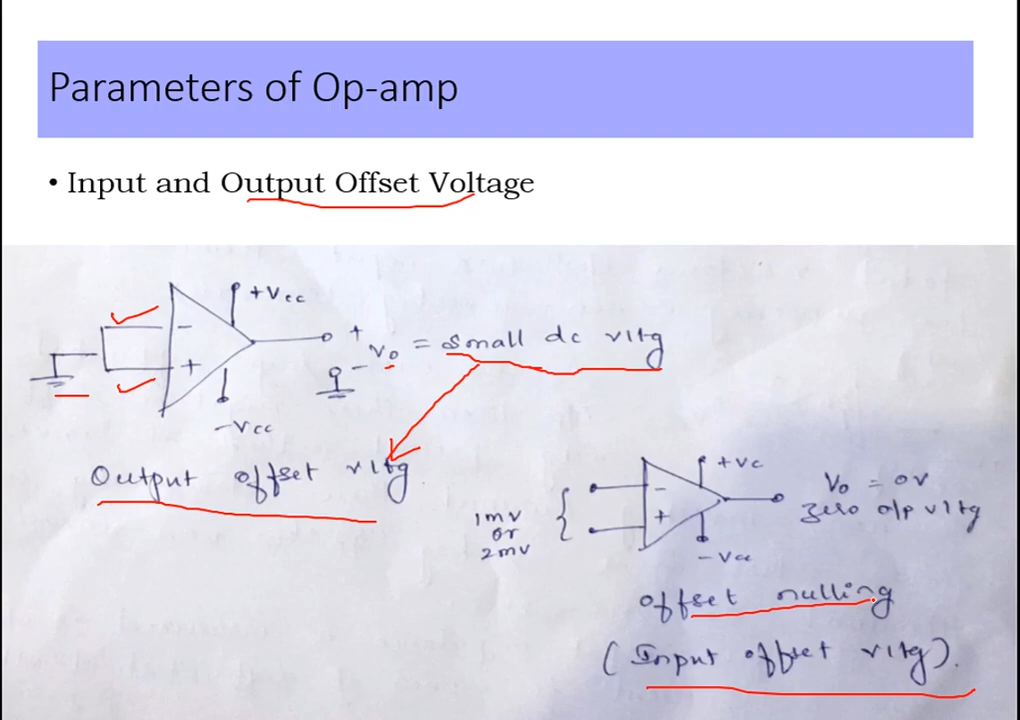 Parameters of Op-amp
• Input and Output Offset Voltage
+Vcc
-
+
+
Vo = Small dc vltg
-
-Vcc
Output offset vltg
+Vc
-
+
1mv
or
2mv
Vo = 0v
zero o/p vltg
-Vcc
offset nulling
(Input offset vltg).